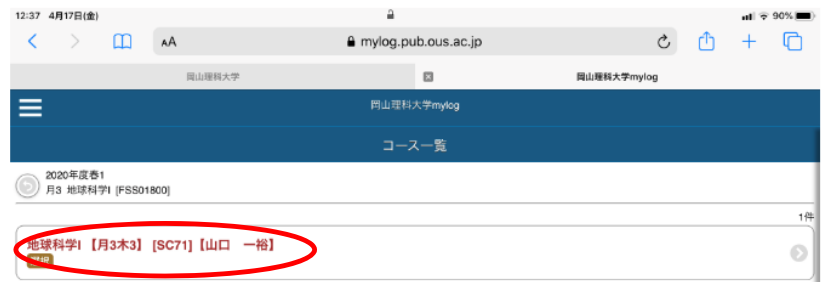 12:37 4月17日(金)
90%
AA
mylog.pub.ous.ac.jp
岡山理科大学
岡山理科大学mylog
岡山理科大学mylog
コース一覧
2020年度春1
月3 地球科学I [FSS01800]
1件
地球科学I 【月3木3】 [SC71]【山口 一裕】